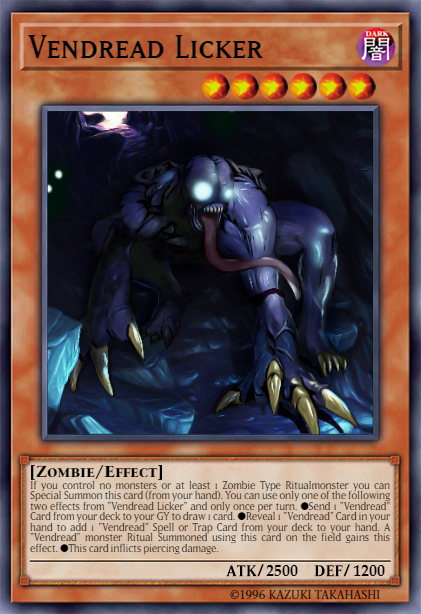 VENDREAD LICKER
DARK
闇
[ZOMBIE/EFFECT]
If you control no monsters or at least 1 Zombie Type Ritualmonster you can
Special Summon this card (from your hand). You can use only one of the following
two effects from "Vendread Licker" and only once per turn. ●Send 1 "Vendread"
Card from your deck to your GY to draw 1 card. ●Reveal 1 "Vendread" Card in your
hand to add 1 "Vendread" Spell or Trap Card from your deck to your hand. A
"Vendread" monster Ritual Summoned using this card on the field gains this
effect. ●This card inflicts piercing damage.
ATK/2500 DEF/1200
©1996 KAZUKI TAKAHASHI